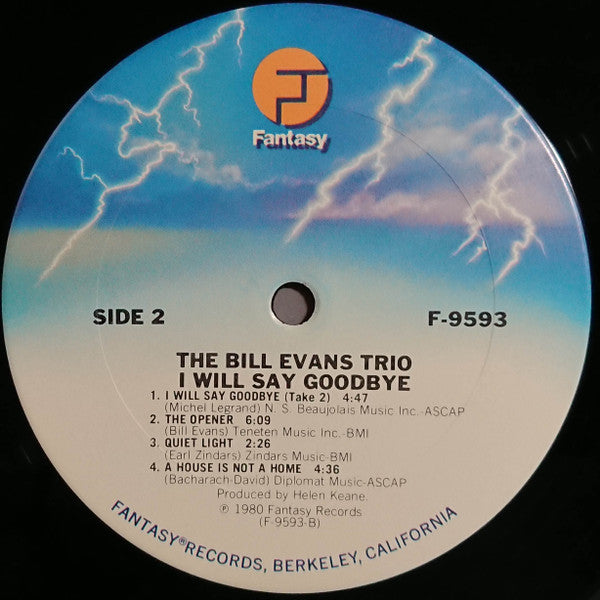 Fantasy
SIDE 2
F-9593
THE BILL EVANS TRIO
I WILL SAY GOODBYE
1. I WILL SAY GOODBYE (Take 2) 4:47
(Michel Legrand) N. S. Beaujolais Music Inc.-ASCAP
2. THE OPENER 6:09
(Bill Evans) Teneten Music Inc.-BMI
3. QUIET LIGHT 2:26
(Earl Zindars) Zindars Music-BMI
4. A HOUSE IS NOT A HOME 4:36
(Bacharach-David) Diplomat Music-ASCAP
Produced by Helen Keane.
℗ 1980 Fantasy Records
(F-9593-B)
FANTASY® RECORDS, BERKELEY, CALIFORNIA